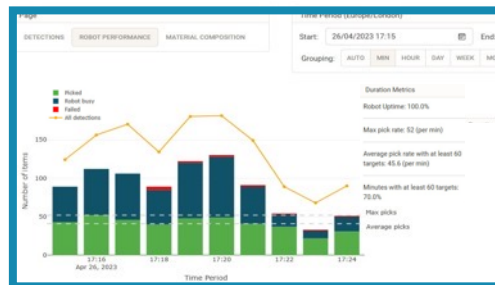 Page
Time Period (Europe/London)
DETECTIONS
ROBOT PERFORMANCE
MATERIAL COMPOSITION
Start:
26/04/2023 17:15
End:
Grouping:
AUTO
MIN
HOUR
DAY
WEEK
Picked
Robot busy
Failed
All detections
Duration Metrics
Robot Uptime: 100.0%
Max pick rate: 52 (per min)
Average pick rate with at least 60
targets: 45.6 (per min)
Minutes with at least 60 targets:
70.0%
Max picks
Average picks
Number of items
150
100
50
0
17:16
17:18
17:20
17:22
17:24
Apr 26, 2023
Time Period